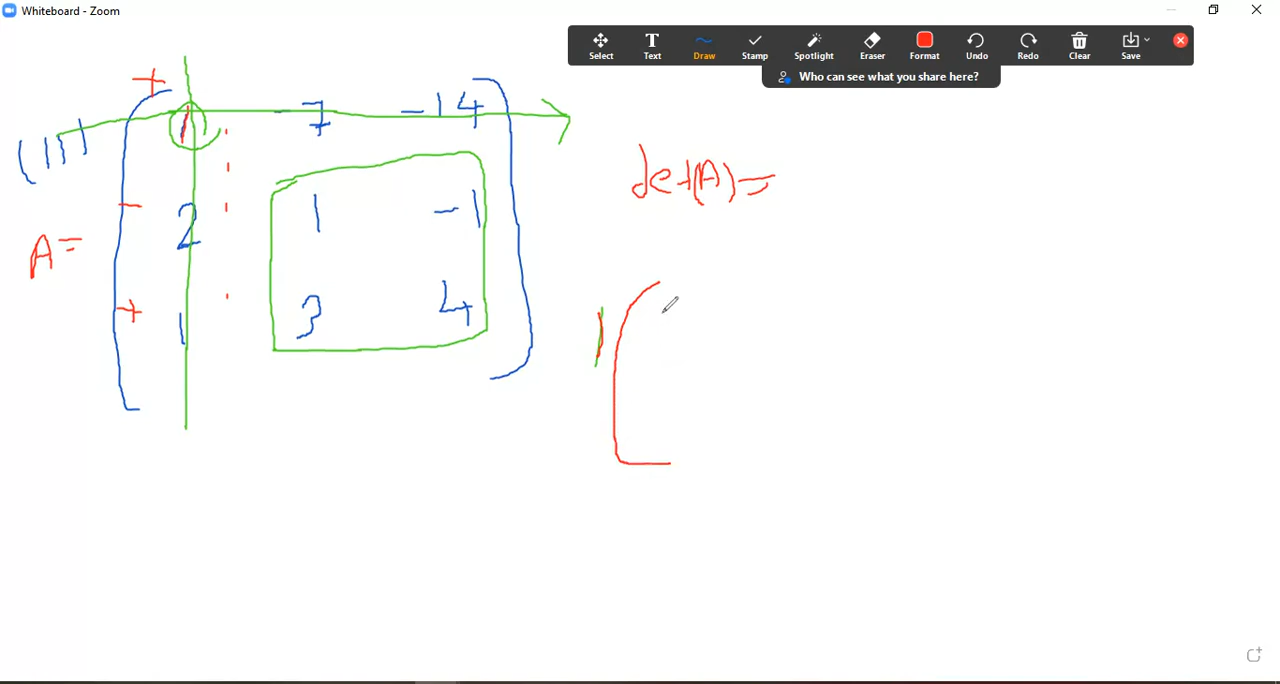 Whiteboard - Zoom
Select Text Draw Stamp Spotlight Eraser Format Undo Redo Clear Save
Who can see what you share here?
+
(11) 1 -7 -14
- 2 1 -1
A=
+ 1 3 4
det(A)=
1(